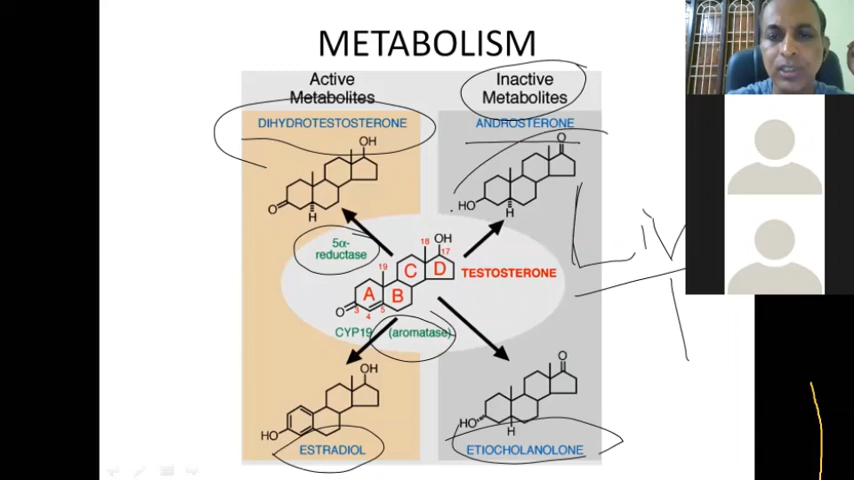 METABOLISM
Active
Metabolites
Inactive
Metabolites
DIHYDROTESTOSTERONE
ANDROSTERONE
OH
O
O
H
HO
H
5α-
reductase
OH
18
17
19
C
D
A
B
TESTOSTERONE
O
3
4
5
CYP19 (aromatase)
OH
O
HO
HO
H
ESTRADIOL
ETIOCHOLANOLONE